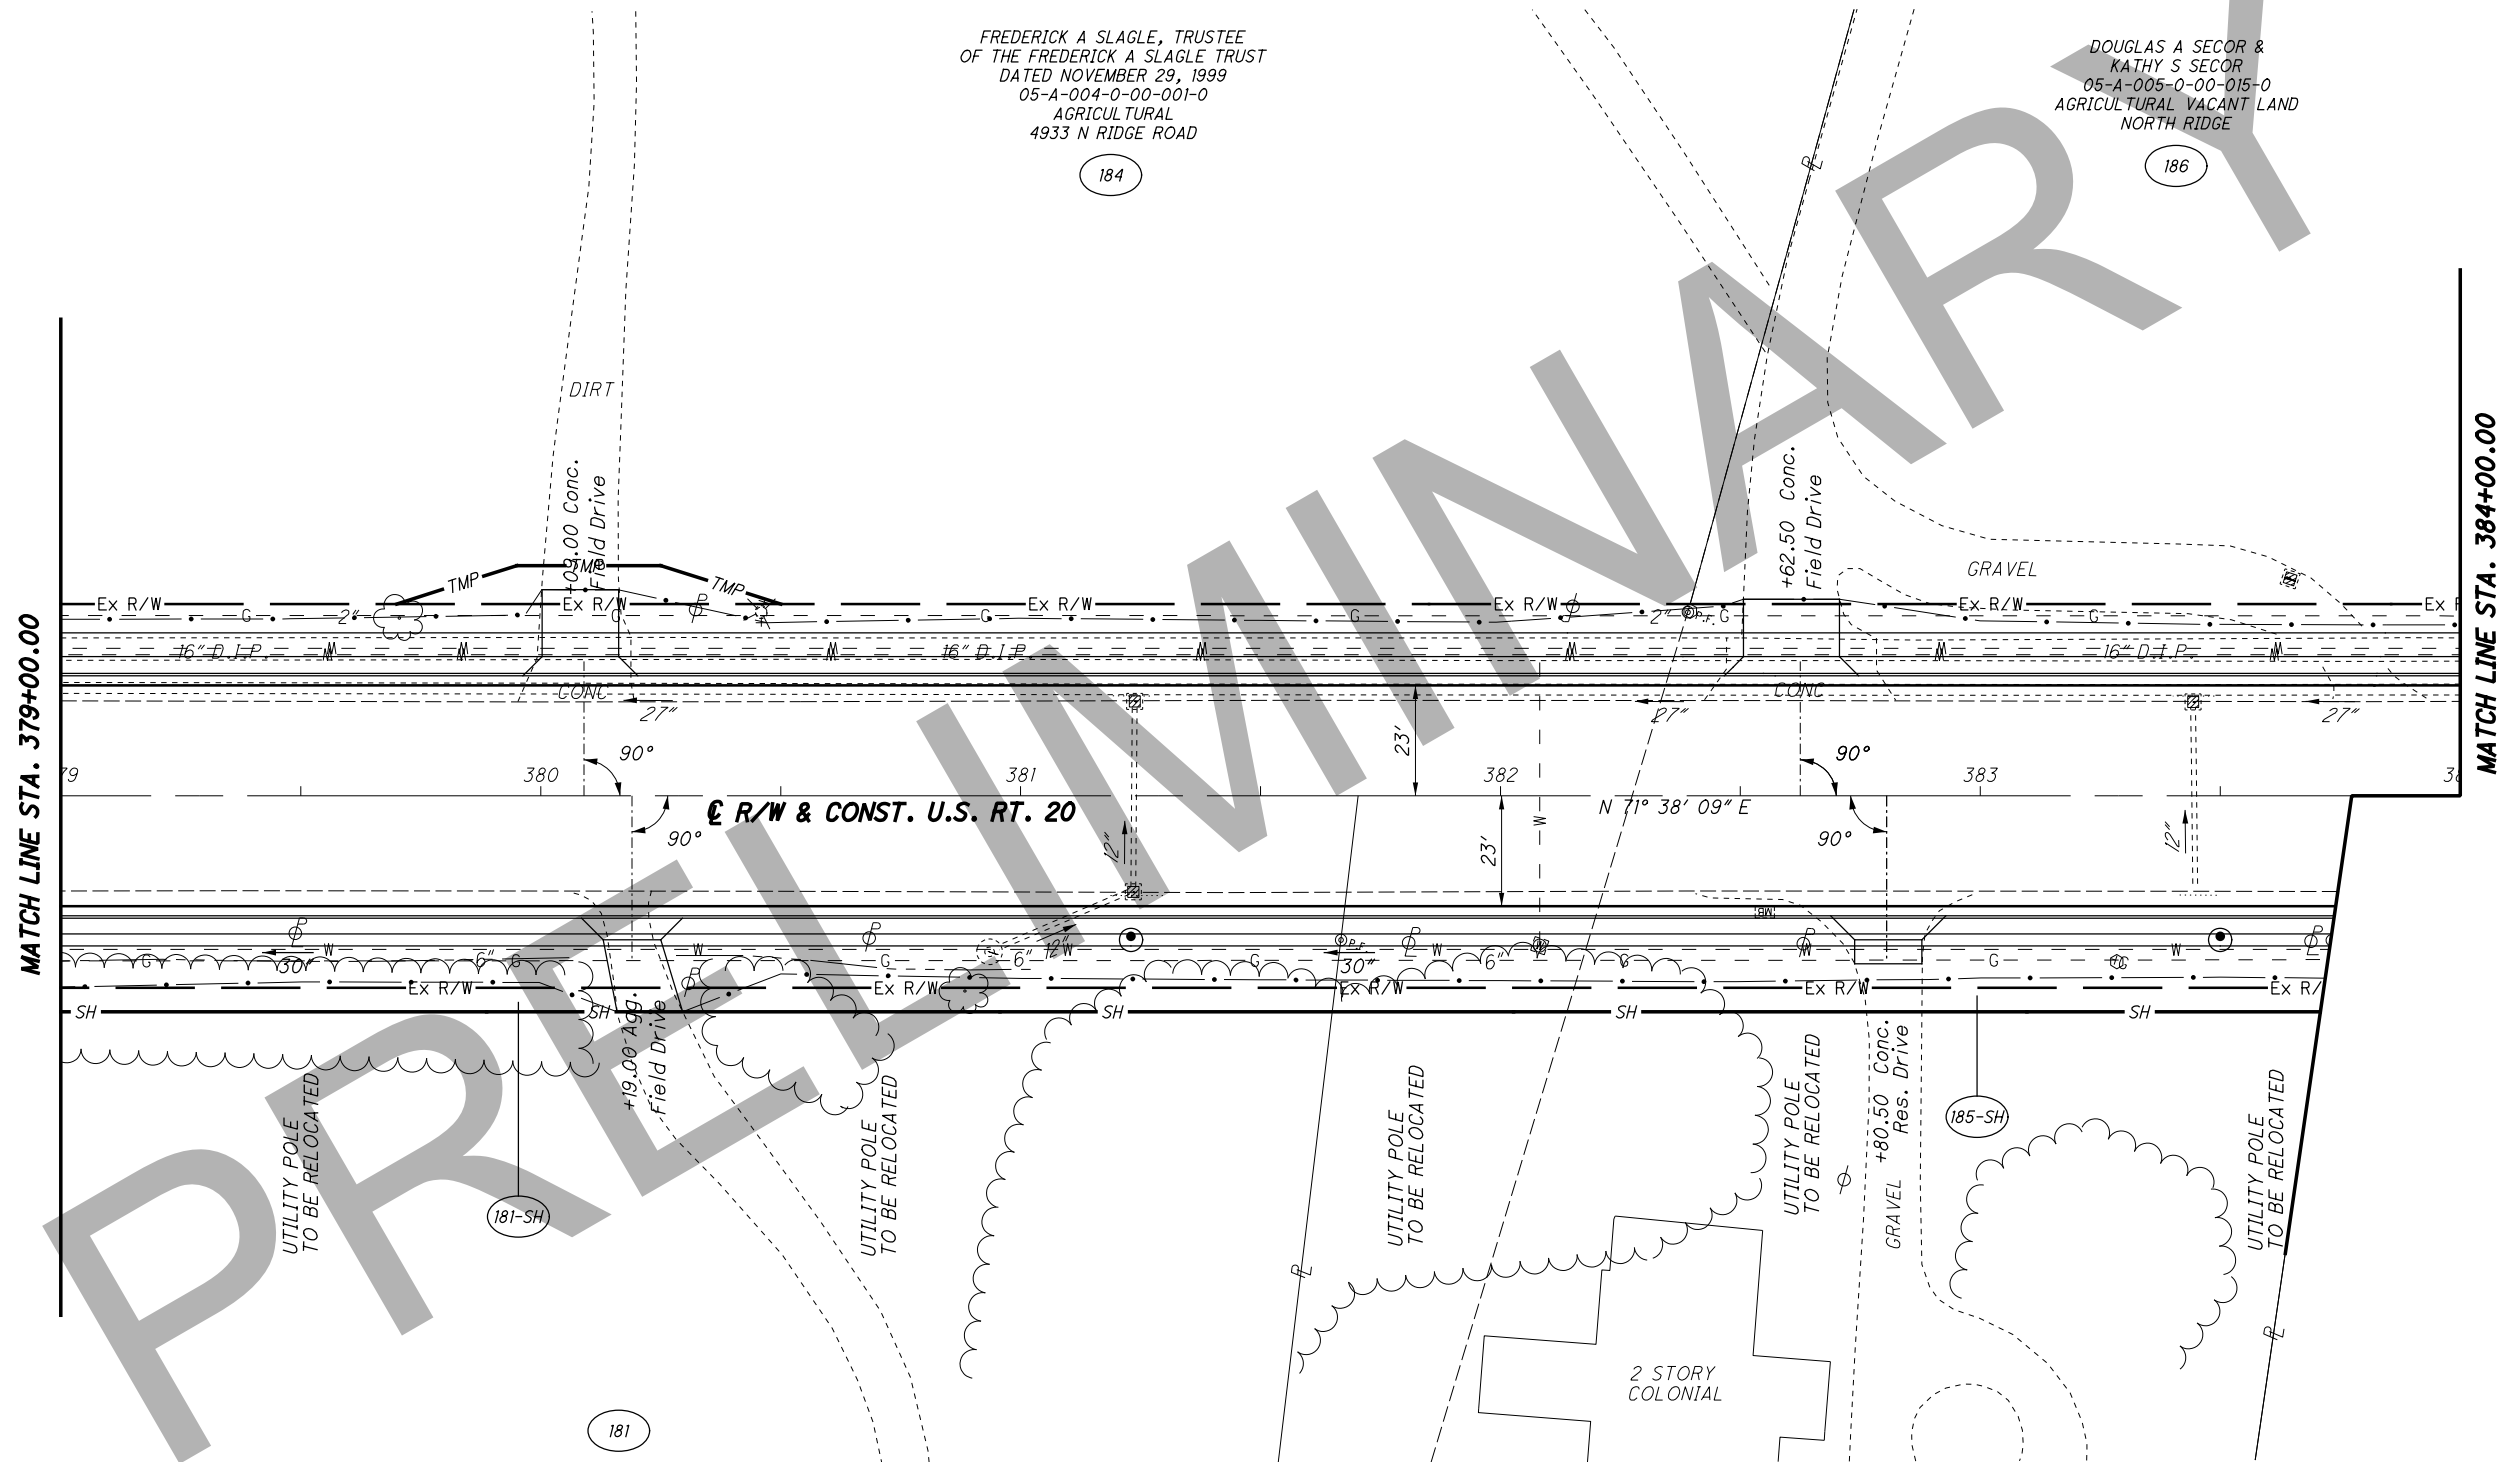 FREDERICK A SLAGLE, TRUSTEE
OF THE FREDERICK A SLAGLE TRUST
DATED NOVEMBER 29, 1999
05-A-004-0-00-001-0
AGRICULTURAL
4933 N RIDGE ROAD
184
DOUGLAS A SECOR &
KATHY S SECOR
05-A-005-0-00-015-0
AGRICULTURAL VACANT LAND
NORTH RIDGE
186
PRELIMINARY
MATCH LINE STA. 379+00.00
MATCH LINE STA. 384+00.00
DIRT
Field Drive
+62.50 Conc.
Field Drive
GRAVEL
TMP TMP TMP
Ex R/W Ex R/W Ex R/W Ex R/W Ex R/W
G 2" G G G 2" G G
P.F.
16" D.I.P. 16" D.I.P. 16" D.I.P.
W W W W W W W
CONC CONC
27" 27" 27"
90° 90°
23'
380 381 382 383
℄ R/W & CONST. U.S. RT. 20
N 71° 38' 09" E
90° 90°
12" 12"
23'
W
MB
W W 12" W W W W
30" 6" 6" 30" 6"
P.F.
G G G G G G G
Ex R/W Ex R/W Ex R/W Ex R/W Ex R/
SH SH SH SH SH
+19.00 Agg.
Field Drive
+80.50 Conc.
Res. Drive
GRAVEL
UTILITY POLE
TO BE RELOCATED
UTILITY POLE
TO BE RELOCATED
UTILITY POLE
TO BE RELOCATED
UTILITY POLE
TO BE RELOCATED
UTILITY POLE
TO BE RELOCATED
181-SH
185-SH
2 STORY
COLONIAL
181